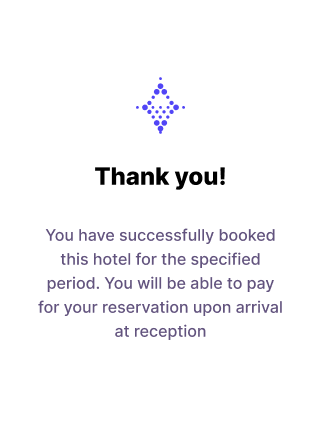 Thank you!
You have successfully booked
this hotel for the specified
period. You will be able to pay
for your reservation upon arrival
at reception